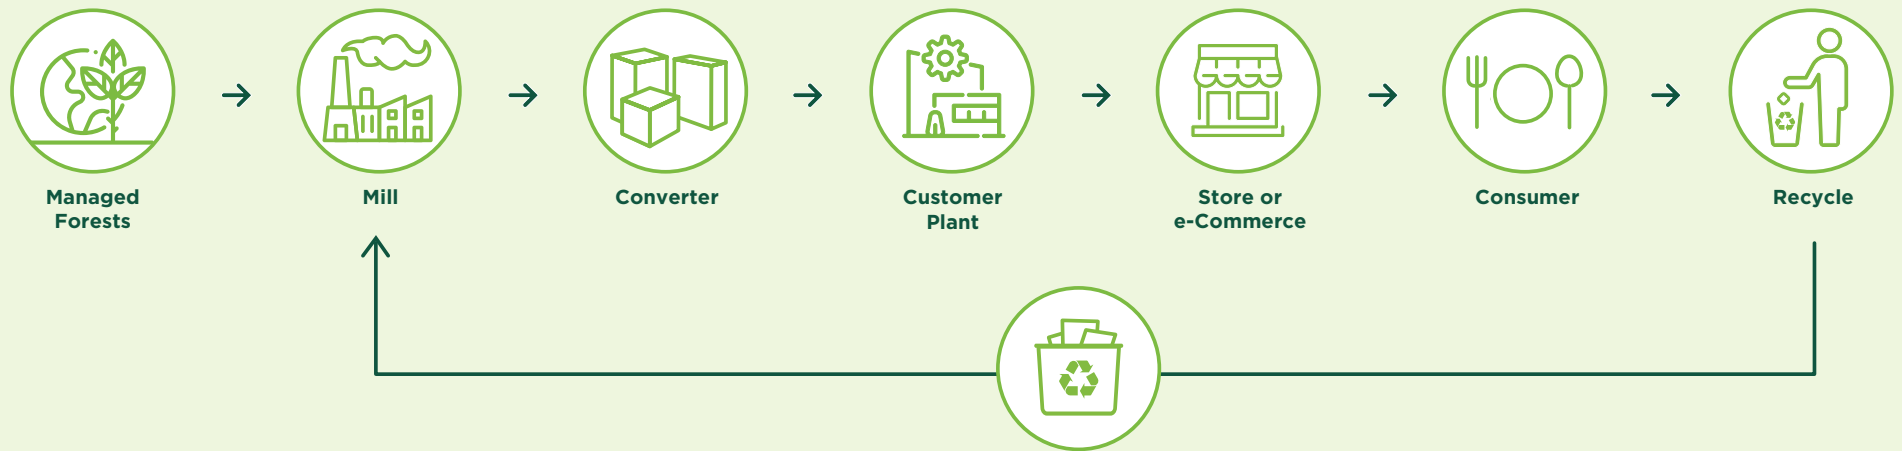 Managed
Forests
Mill
Converter
Customer
Plant
Store or
e-Commerce
Consumer
Recycle